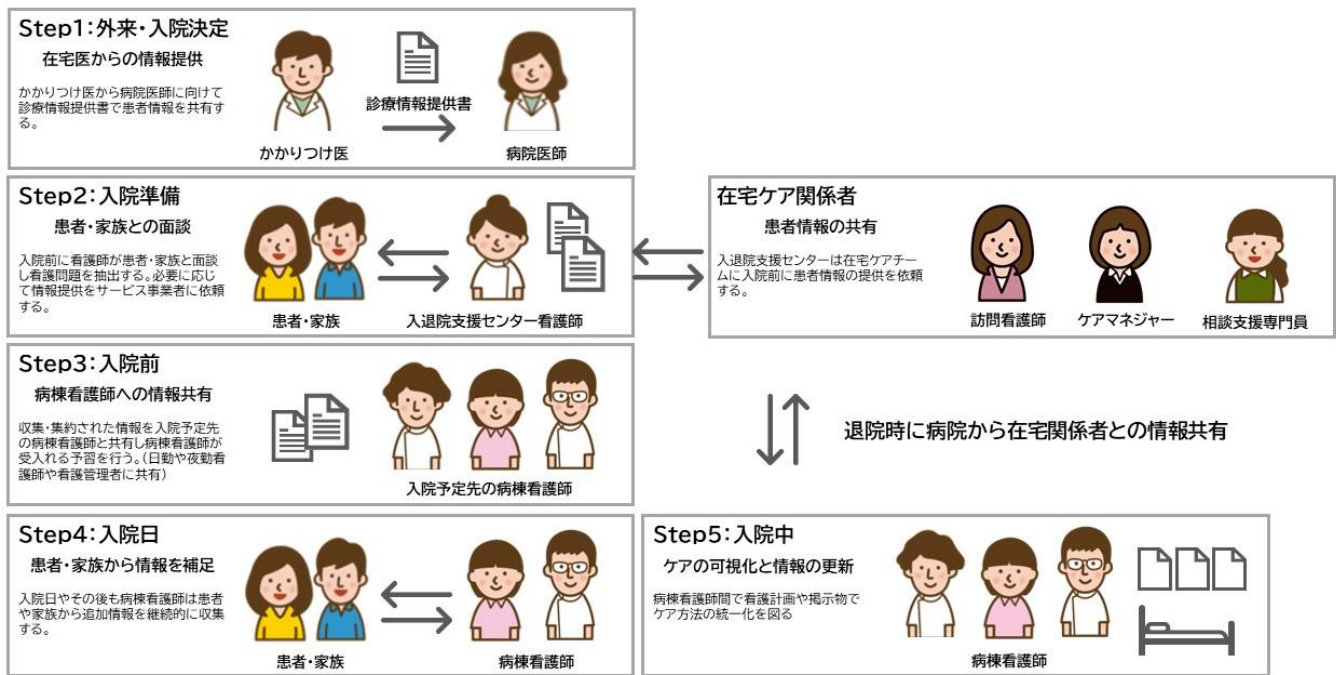 Step1：外来・入院決定
在宅医からの情報提供
かかりつけ医から病院医師に向けて
診療情報提供書で患者情報を共有す
る。
診療情報提供書
かかりつけ医
病院医師
Step2：入院準備
患者・家族との面談
入院前に看護師が患者・家族と面談
し看護問題を抽出する。必要に応じ
て情報提供をサービス事業者に依頼
する。
患者・家族
入退院支援センター看護師
在宅ケア関係者
患者情報の共有
入退院支援センターは在宅ケアチー
ムに入院前に患者情報の提供を依頼
する。
訪問看護師
ケアマネジャー
相談支援専門員
Step3：入院前
病棟看護師への情報共有
収集・集約された情報を入院予定先
の病棟看護師と共有し病棟看護師が
受入れる予習を行う。（日勤や夜勤看
護師や看護管理者に共有）
入院予定先の病棟看護師
退院時に病院から在宅関係者との情報共有
Step4：入院日
患者・家族から情報を補足
入院日やその後も病棟看護師は患者
や家族から追加情報を継続的に収集
する。
患者・家族
病棟看護師
Step5：入院中
ケアの可視化と情報の更新
病棟看護師間で看護計画や掲示物で
ケア方法の統一化を図る
病棟看護師